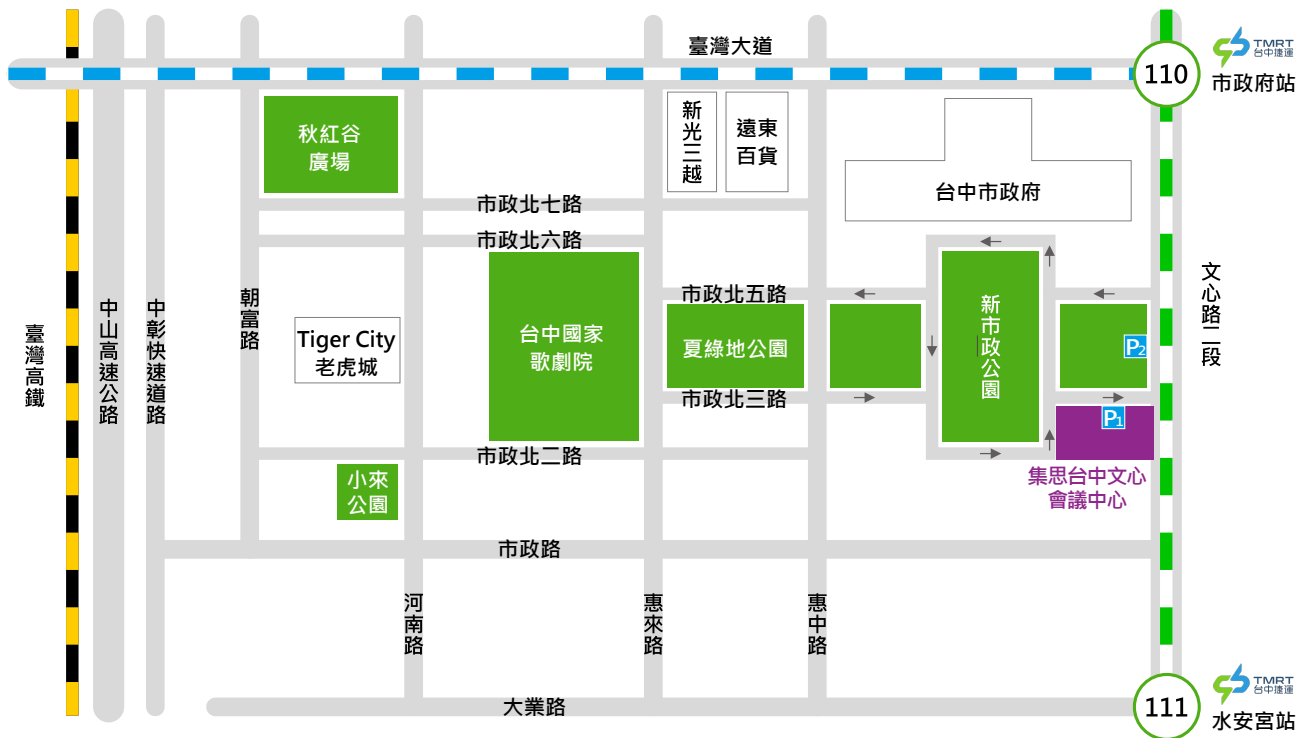 臺灣大道
TMRT
台中捷運
110
市政府站
秋紅谷
廣場
新光三越
遠東
百貨
台中市政府
市政北七路
市政北六路
臺灣高鐵
中山高速公路
中彰快速道路
朝富路
Tiger City
老虎城
台中國家
歌劇院
市政北五路
夏綠地公園
市政北三路
新市政公園
P2
P1
文心路二段
市政北二路
小來
公園
集思台中文心
會議中心
市政路
河南路
惠來路
惠中路
大業路
111
TMRT
台中捷運
水安宮站